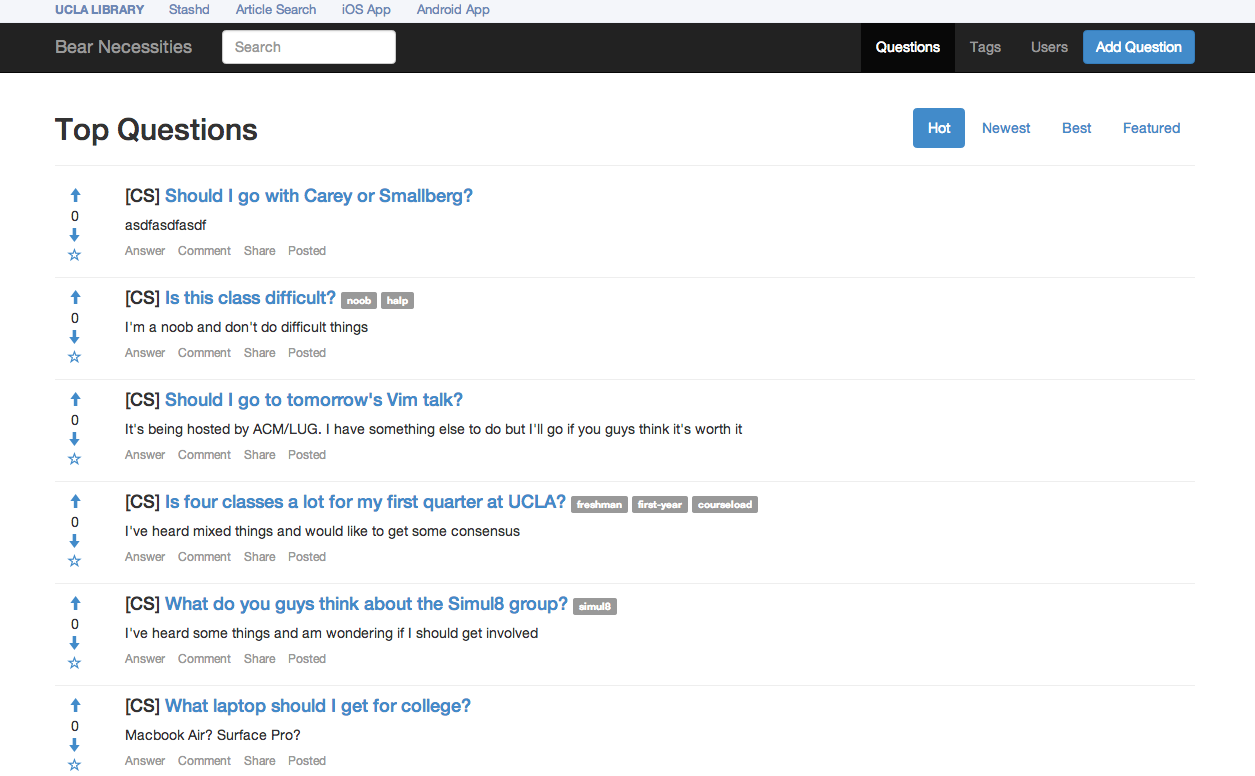 UCLA LIBRARY Stashd Article Search iOS App Android App
Bear Necessities Search Questions Tags Users Add Question
Top Questions Hot Newest Best Featured
[CS] Should I go with Carey or Smallberg?
0
asdfasdfasdf
Answer Comment Share Posted
[CS] Is this class difficult? noob halp
0
I'm a noob and don't do difficult things
Answer Comment Share Posted
[CS] Should I go to tomorrow's Vim talk?
0
It's being hosted by ACM/LUG. I have something else to do but I'll go if you guys think it's worth it
Answer Comment Share Posted
[CS] Is four classes a lot for my first quarter at UCLA? freshman first-year courseload
0
I've heard mixed things and would like to get some consensus
Answer Comment Share Posted
[CS] What do you guys think about the Simul8 group? simul8
0
I've heard some things and am wondering if I should get involved
Answer Comment Share Posted
[CS] What laptop should I get for college?
0
Macbook Air? Surface Pro?
Answer Comment Share Posted